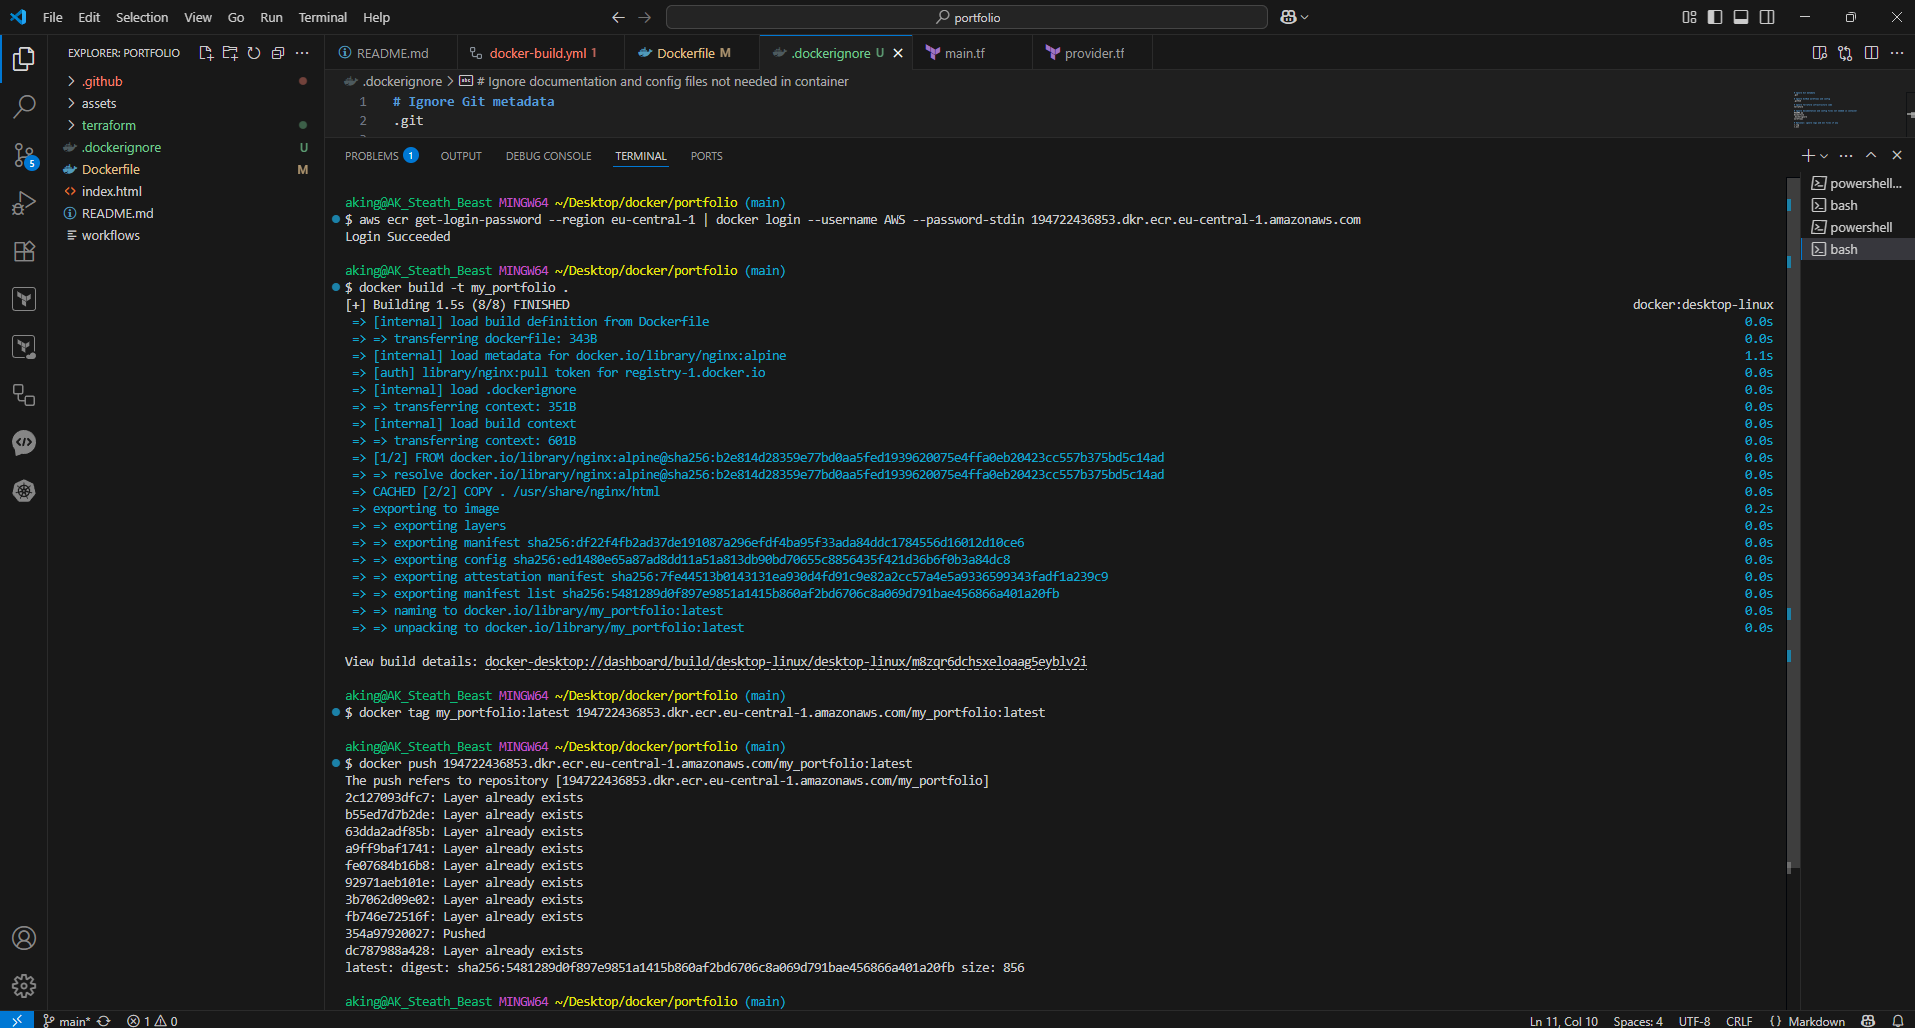 File Edit Selection View Go Run Terminal Help
portfolio
EXPLORER: PORTFOLIO
README.md
docker-build.yml 1
Dockerfile M
.dockerignore U
main.tf
provider.tf
.github
assets
terraform
.dockerignore U
Dockerfile M
index.html
README.md
workflows
5
.dockerignore > # Ignore documentation and config files not needed in container
1 # Ignore Git metadata
2 .git
PROBLEMS 1 OUTPUT DEBUG CONSOLE TERMINAL PORTS
powershell...
bash
powershell
bash
aking@AK_Steath_Beast MINGW64 ~/Desktop/docker/portfolio (main)
$ aws ecr get-login-password --region eu-central-1 | docker login --username AWS --password-stdin 194722436853.dkr.ecr.eu-central-1.amazonaws.com
Login Succeeded
aking@AK_Steath_Beast MINGW64 ~/Desktop/docker/portfolio (main)
$ docker build -t my_portfolio .
[+] Building 1.5s (8/8) FINISHED docker:desktop-linux
=> [internal] load build definition from Dockerfile 0.0s
=> => transferring dockerfile: 343B 0.0s
=> [internal] load metadata for docker.io/library/nginx:alpine 1.1s
=> [auth] library/nginx:pull token for registry-1.docker.io 0.0s
=> [internal] load .dockerignore 0.0s
=> => transferring context: 351B 0.0s
=> [internal] load build context 0.0s
=> => transferring context: 601B 0.0s
=> [1/2] FROM docker.io/library/nginx:alpine@sha256:b2e814d28359e77bd0aa5fed1939620075e4ffa0eb20423cc557b375bd5c14ad 0.0s
=> => resolve docker.io/library/nginx:alpine@sha256:b2e814d28359e77bd0aa5fed1939620075e4ffa0eb20423cc557b375bd5c14ad 0.0s
=> CACHED [2/2] COPY . /usr/share/nginx/html 0.0s
=> exporting to image 0.2s
=> => exporting layers 0.0s
=> => exporting manifest sha256:df22f4fb2ad37de191087a296efdf4ba95f33ada84ddc1784556d16012d10ce6 0.0s
=> => exporting config sha256:ed1480e65a87ad8dd11a51a813db90bd70655c8856435f421d36b6f0b3a84dc8 0.0s
=> => exporting attestation manifest sha256:7fe44513b0143131ea930d4fd91c9e82a2cc57a4e5a9336599343fadf1a239c9 0.0s
=> => exporting manifest list sha256:5481289d0f897e9851a1415b860af2bd6706c8a069d791bae456866a401a20fb 0.0s
=> => naming to docker.io/library/my_portfolio:latest 0.0s
=> => unpacking to docker.io/library/my_portfolio:latest 0.0s
View build details: docker-desktop://dashboard/build/desktop-linux/desktop-linux/m8zqr6dchsxeloaag5eyblv2i
aking@AK_Steath_Beast MINGW64 ~/Desktop/docker/portfolio (main)
$ docker tag my_portfolio:latest 194722436853.dkr.ecr.eu-central-1.amazonaws.com/my_portfolio:latest
aking@AK_Steath_Beast MINGW64 ~/Desktop/docker/portfolio (main)
$ docker push 194722436853.dkr.ecr.eu-central-1.amazonaws.com/my_portfolio:latest
The push refers to repository [194722436853.dkr.ecr.eu-central-1.amazonaws.com/my_portfolio]
2c127093dfc7: Layer already exists
b55ed7d7b2de: Layer already exists
63dda2adf85b: Layer already exists
a9ff9baf1741: Layer already exists
fe07684b16b8: Layer already exists
92971aeb101e: Layer already exists
3b7062d09e02: Layer already exists
fb746e72516f: Layer already exists
354a97920027: Pushed
dc787988a428: Layer already exists
latest: digest: sha256:5481289d0f897e9851a1415b860af2bd6706c8a069d791bae456866a401a20fb size: 856
aking@AK_Steath_Beast MINGW64 ~/Desktop/docker/portfolio (main)
main* 1 0 Ln 11, Col 10 Spaces: 4 UTF-8 CRLF {} Markdown